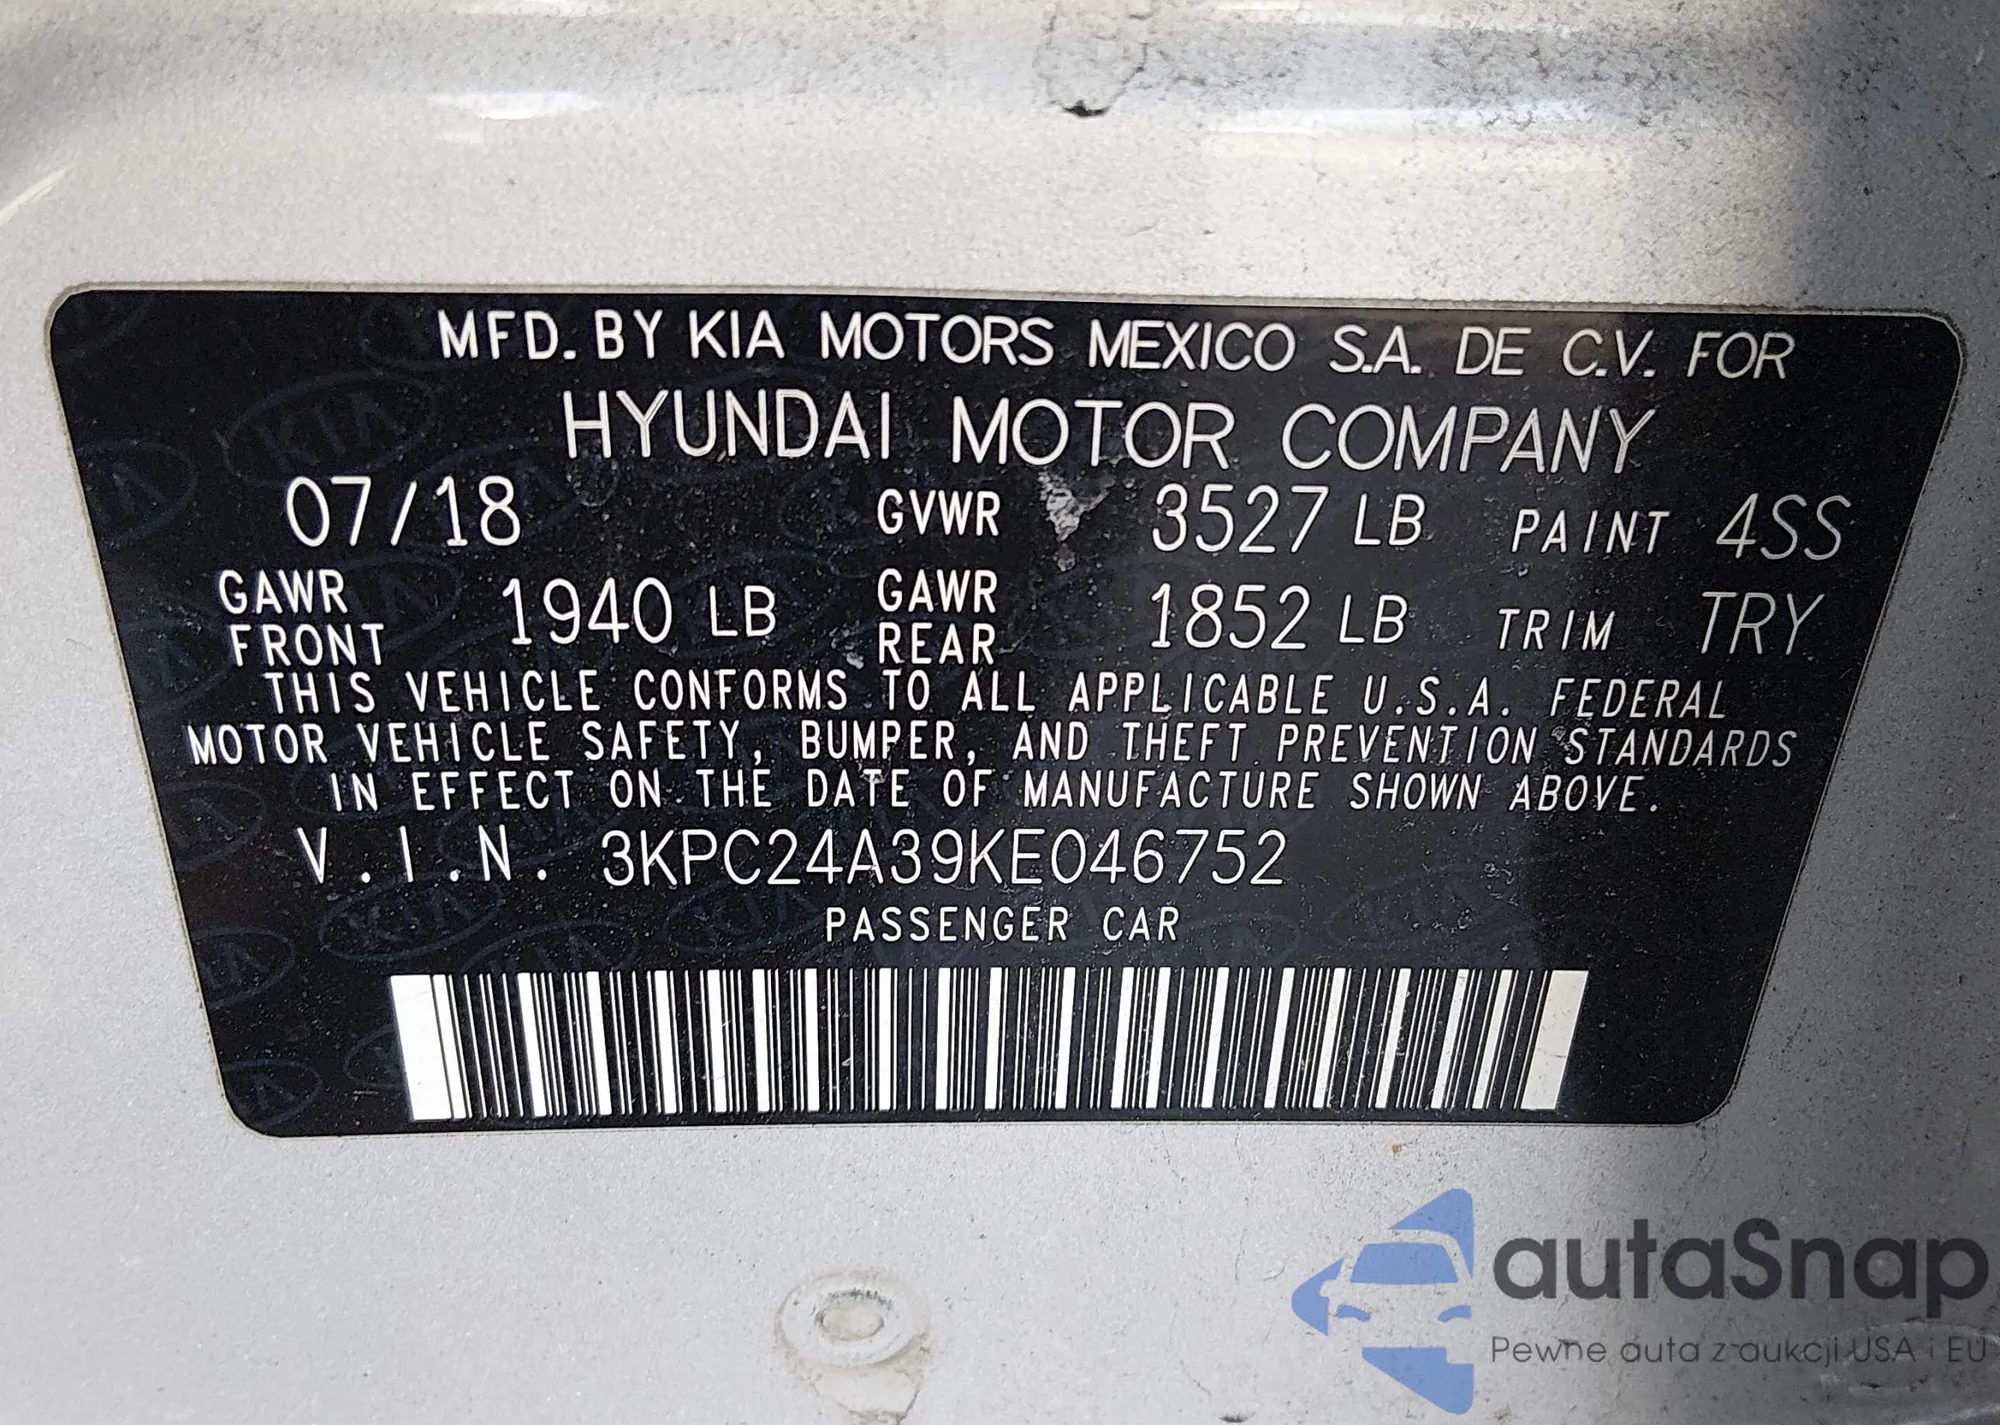 MFD. BY KIA MOTORS MEXICO S.A. DE C.V. FOR
HYUNDAI MOTOR COMPANY
07/18 GVWR 3527 LB PAINT 4SS
GAWR FRONT 1940 LB GAWR REAR 1852 LB TRIM TRY
THIS VEHICLE CONFORMS TO ALL APPLICABLE U.S.A. FEDERAL
MOTOR VEHICLE SAFETY, BUMPER, AND THEFT PREVENTION STANDARDS
IN EFFECT ON THE DATE OF MANUFACTURE SHOWN ABOVE.
V.I.N. 3KPC24A39KE046752
PASSENGER CAR
autaSnap
Pewne auta z aukcji USA i EU